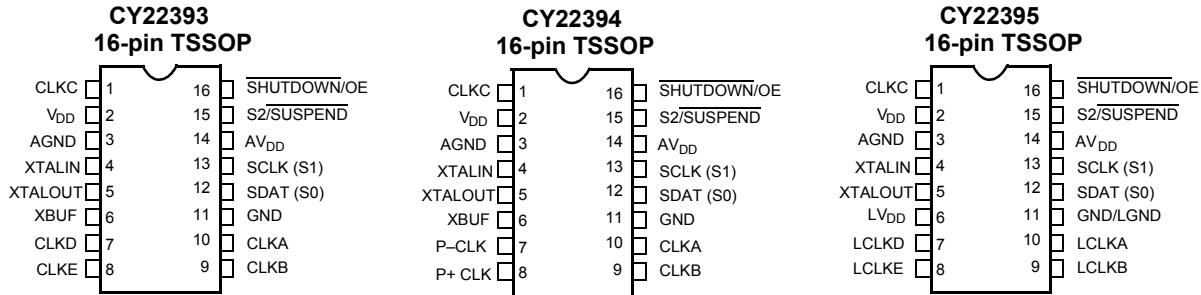 CY22393
16-pin TSSOP
CLKC 1 16 SHUTDOWN/OE
VDD 2 15 S2/SUSPEND
AGND 3 14 AVDD
XTALIN 4 13 SCLK (S1)
XTALOUT 5 12 SDAT (S0)
XBUF 6 11 GND
CLKD 7 10 CLKA
CLKE 8 9 CLKB
CY22394
16-pin TSSOP
CLKC 1 16 SHUTDOWN/OE
VDD 2 15 S2/SUSPEND
AGND 3 14 AVDD
XTALIN 4 13 SCLK (S1)
XTALOUT 5 12 SDAT (S0)
XBUF 6 11 GND
P–CLK 7 10 CLKA
P+ CLK 8 9 CLKB
CY22395
16-pin TSSOP
CLKC 1 16 SHUTDOWN/OE
VDD 2 15 S2/SUSPEND
AGND 3 14 AVDD
XTALIN 4 13 SCLK (S1)
XTALOUT 5 12 SDAT (S0)
LVDD 6 11 GND/LGND
LCLKD 7 10 LCLKA
LCLKE 8 9 LCLKB